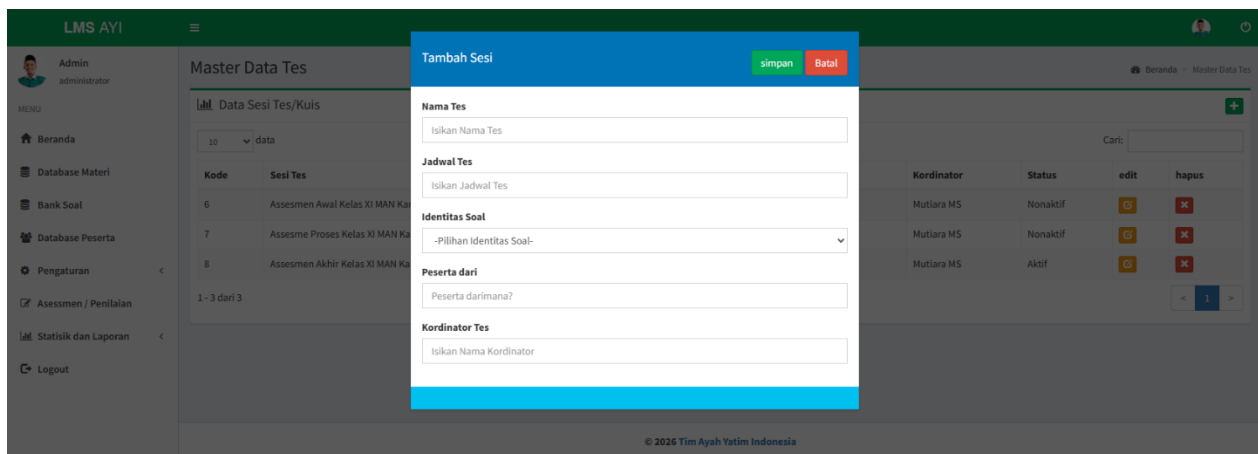 LMS AYI
Admin
administrator
MENU
Beranda
Database Materi
Bank Soal
Database Peserta
Pengaturan
Asessmen / Penilaian
Statisik dan Laporan
Logout
Master Data Tes
Beranda > Master Data Tes
Data Sesi Tes/Kuis
10 data
Cari:
Kode Sesi Tes Kordinator Status edit hapus
6 Assesmen Awal Kelas XI MAN Mutiara MS Nonaktif
7 Assesme Proses Kelas XI MAN Mutiara MS Nonaktif
8 Assesmen Akhir Kelas XI MAN Mutiara MS Aktif
1 - 3 dari 3
< 1 >
Tambah Sesi simpan Batal
Nama Tes
Isikan Nama Tes
Jadwal Tes
Isikan Jadwal Tes
Identitas Soal
-Pilihan Identitas Soal-
Peserta dari
Peserta darimana?
Kordinator Tes
Isikan Nama Kordinator
© 2026 Tim Ayah Yatim Indonesia